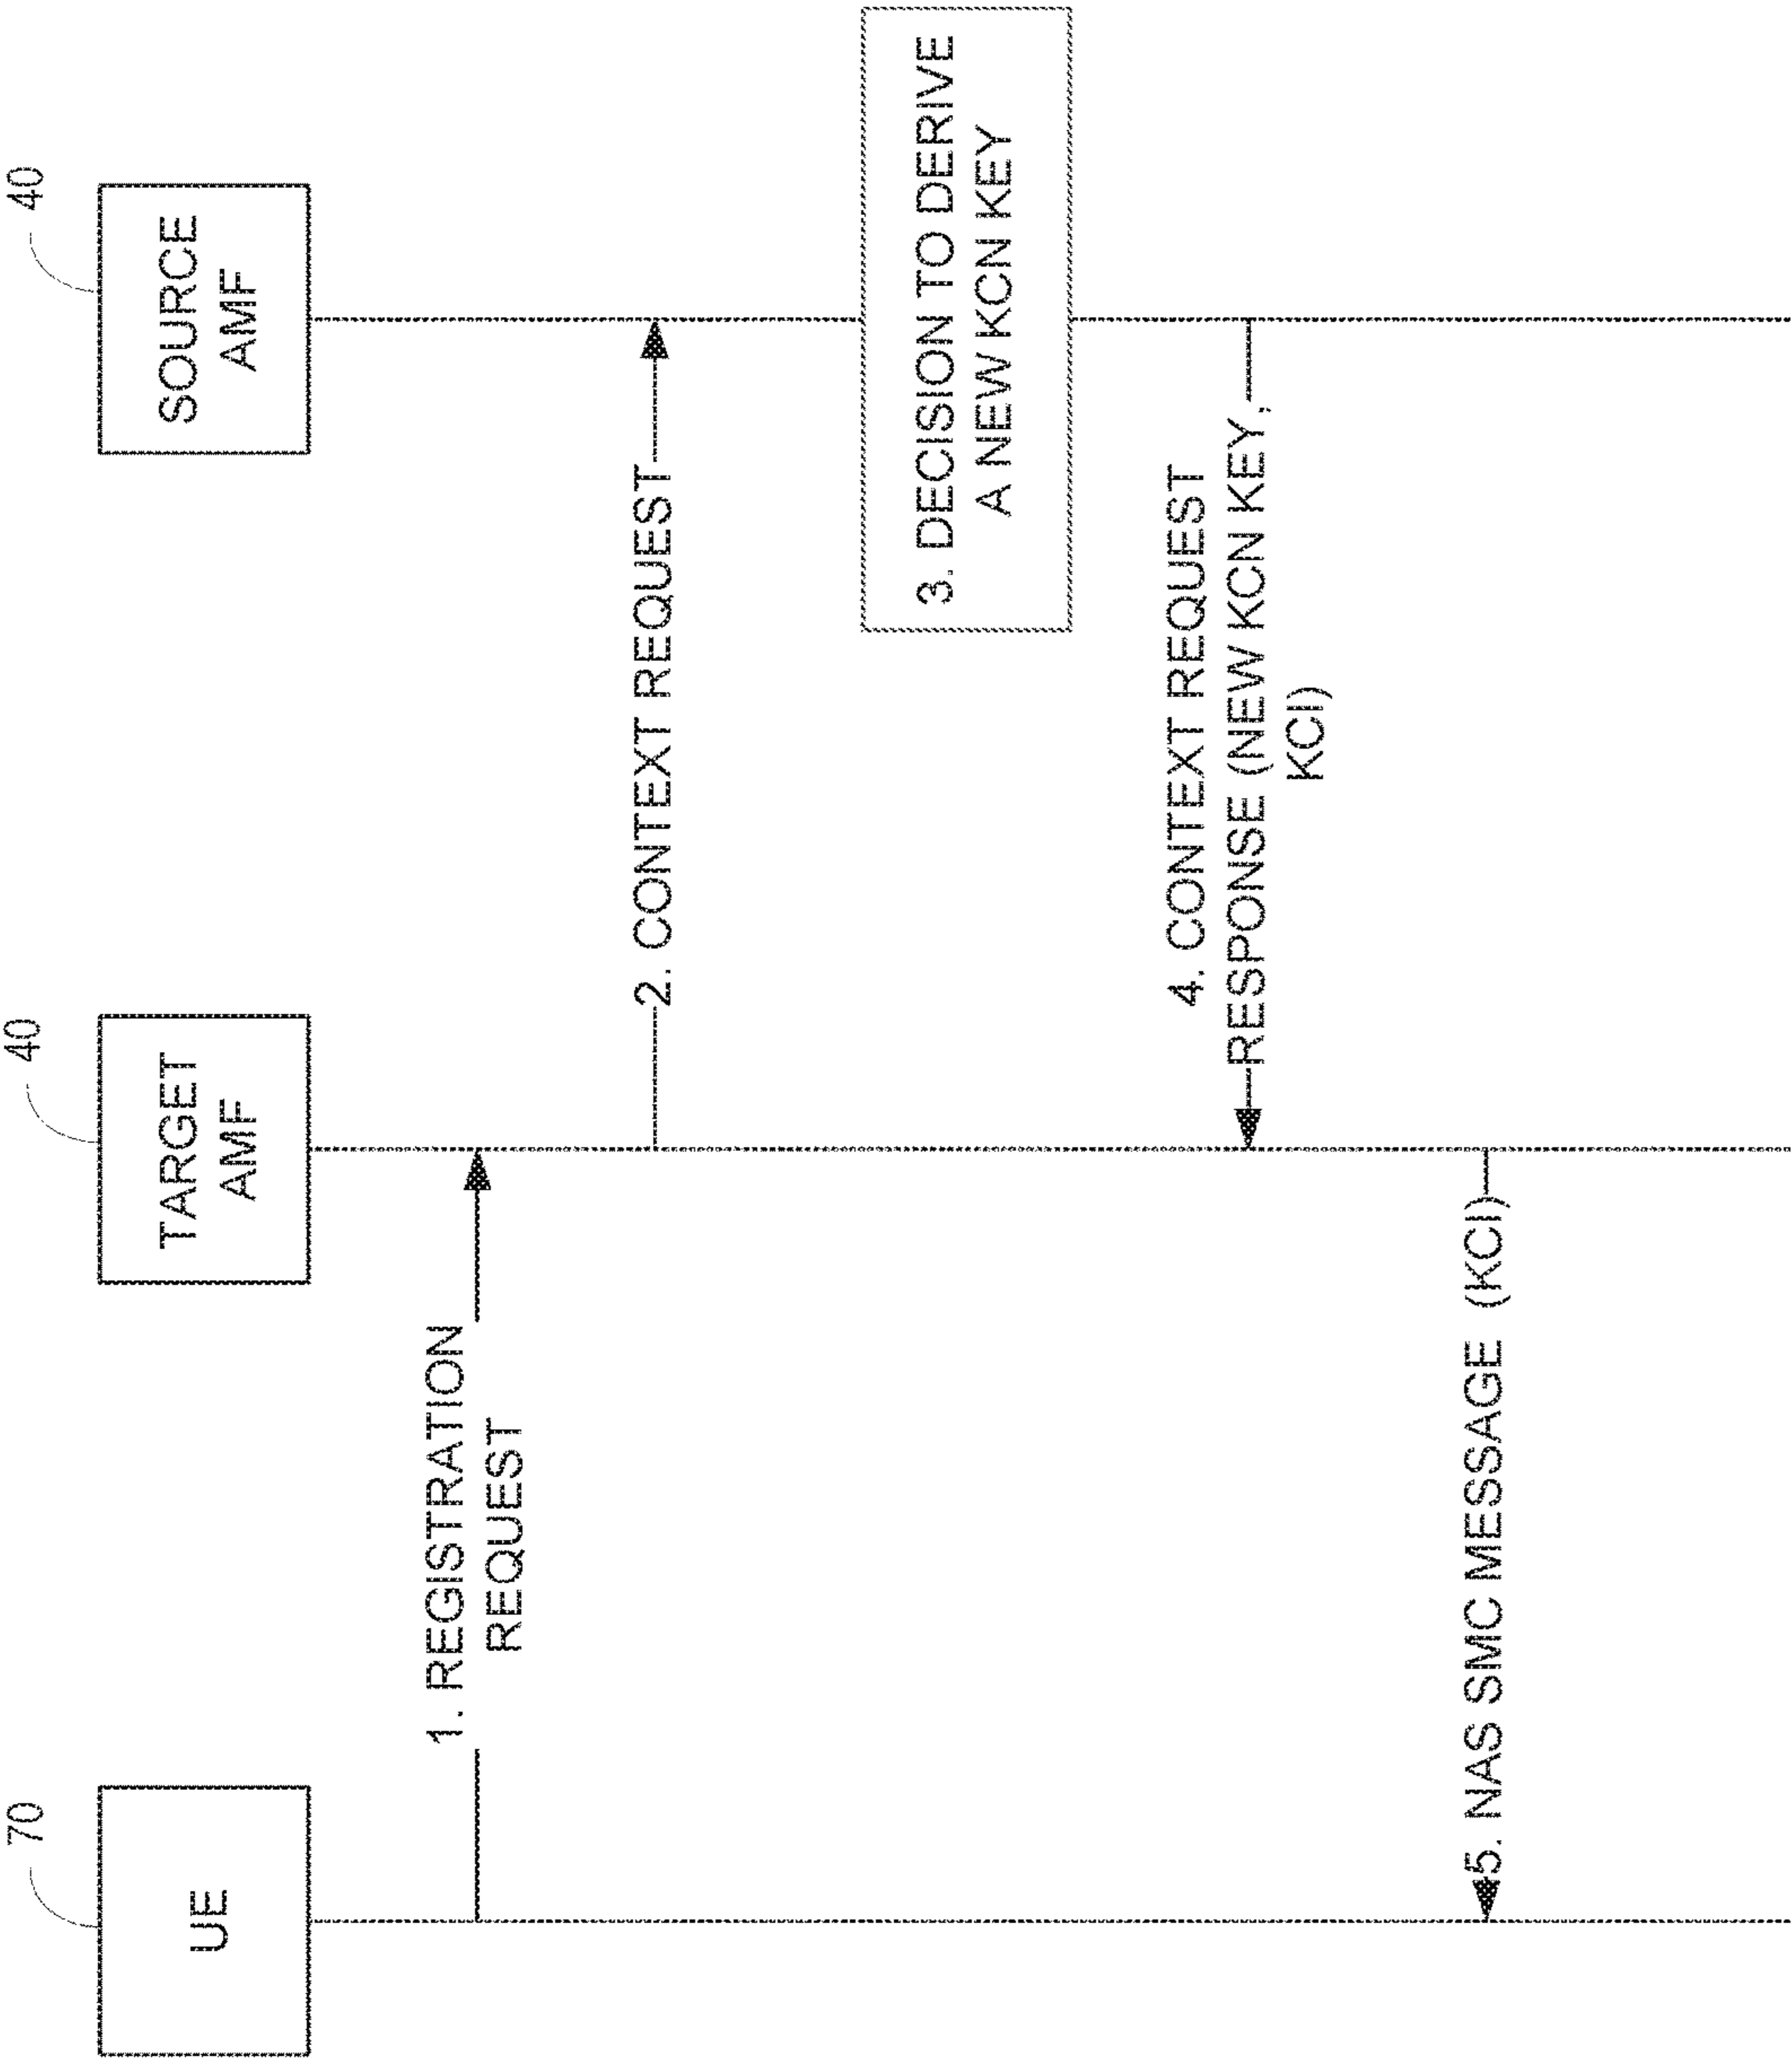 70
40
40
UE
TARGET
AMF
SOURCE
AMF
1. REGISTRATION
REQUEST
2. CONTEXT REQUEST
3. DECISION TO DERIVE
A NEW KCN KEY
4. CONTEXT REQUEST
RESPONSE (NEW KCN KEY,
KCI)
5. NAS SMC MESSAGE (KCI)